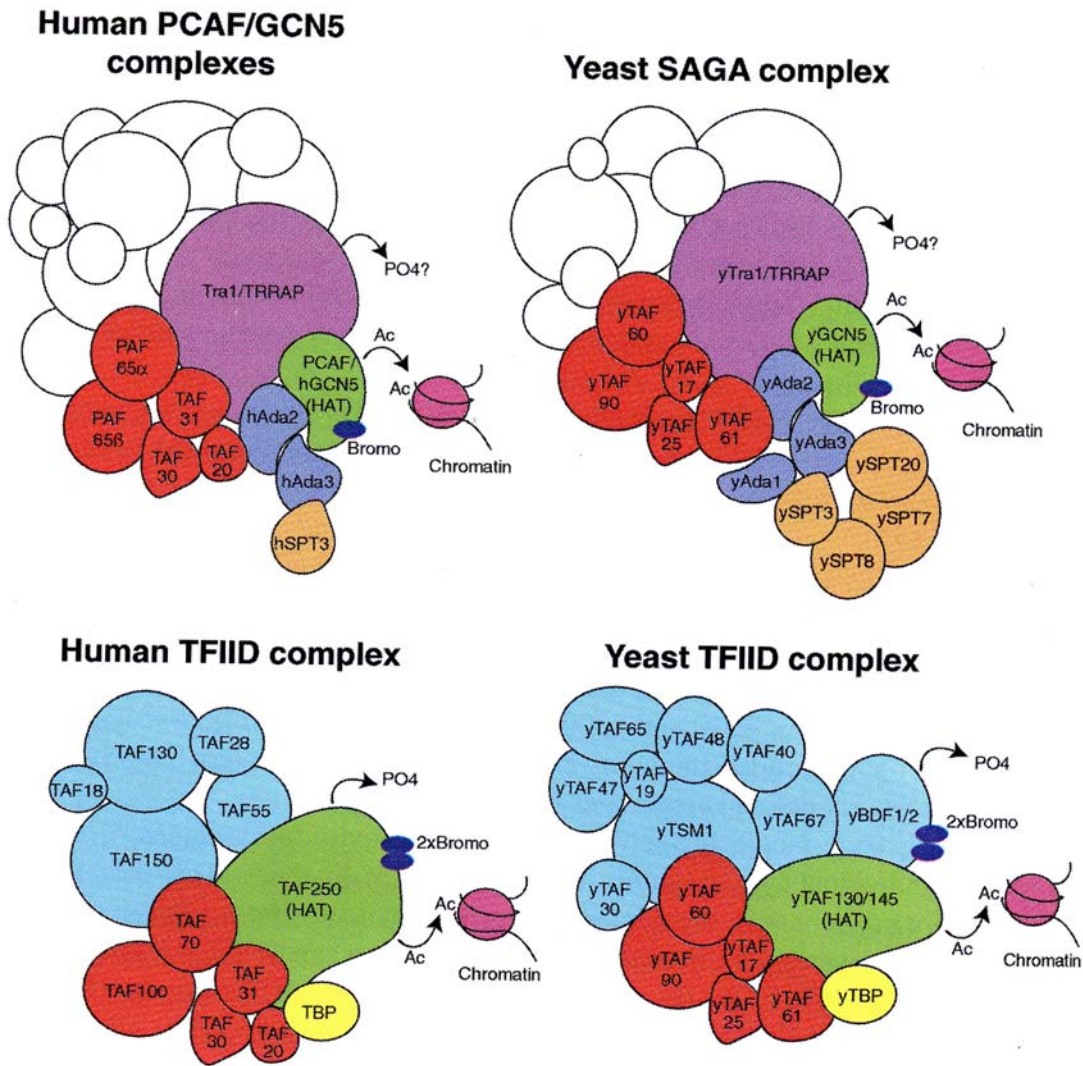 Human PCAF/GCN5
complexes
Tra1/TRRAP
PO4?
PAF
65α
PAF
65ß
TAF
31
TAF
30
TAF
20
hAda2
hAda3
hSPT3
PCAF/
hGCN5
(HAT)
Bromo
Ac
Ac
Chromatin
Yeast SAGA complex
yTra1/TRRAP
PO4?
yTAF
60
yTAF
90
yTAF
17
yTAF
25
yTAF
61
yAda2
yAda3
yAda1
yGCN5
(HAT)
Bromo
Ac
Ac
Chromatin
ySPT20
ySPT3
ySPT7
ySPT8
Human TFIID complex
TAF130
TAF28
TAF18
TAF55
TAF150
PO4
2xBromo
TAF250
(HAT)
TAF
70
TAF100
TAF
31
TAF
30
TAF
20
TBP
Ac
Ac
Chromatin
Yeast TFIID complex
yTAF65
yTAF48
yTAF40
yTAF47
yTAF
19
yTSM1
yTAF67
yBDF1/2
PO4
2xBromo
yTAF
30
yTAF
60
yTAF130/145
(HAT)
yTAF
90
yTAF
17
yTAF
25
yTAF
61
yTBP
Ac
Ac
Chromatin